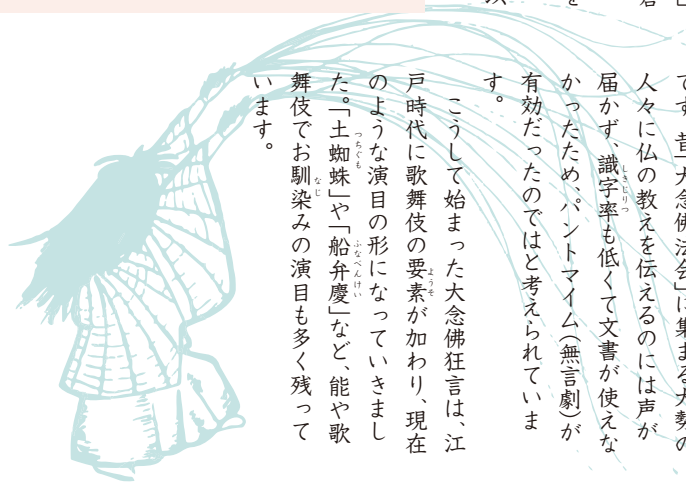 です。昔「大念佛法会」に集まる大勢の
人々に仏の教えを伝えるのには声が
届かず、識字率も低くて文書が使えな
かったため、パントマイム(無言劇)が
有効だったのではと考えられていま
す。
こうして始まった大念佛狂言は、江
戸時代に歌舞伎の要素が加わり、現在
のような演目の形になっていきまし
た。「土蜘蛛」や「船弁慶」など、能や歌
舞伎でお馴染みの演目も多く残って
います。